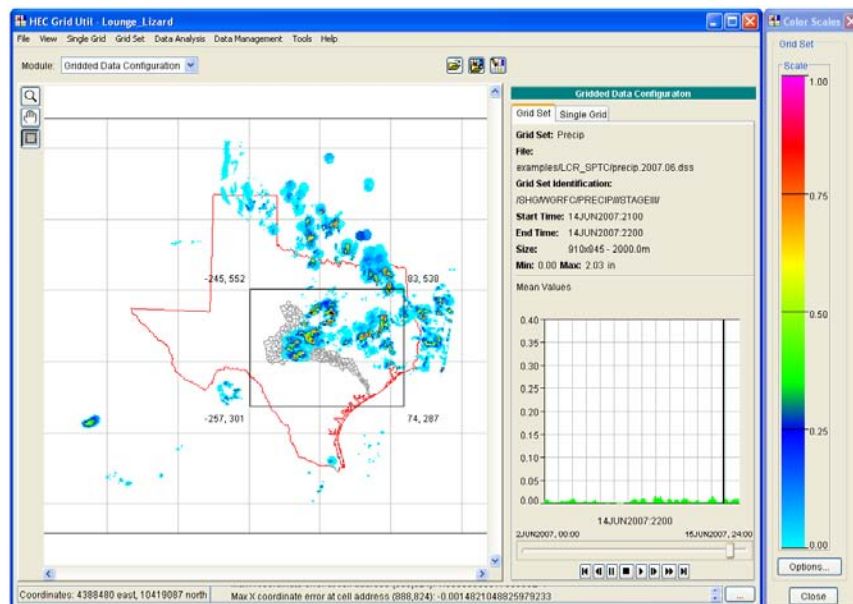 HEC Grid Util - Lounge_Lizard
File View Single Grid Grid Set Data Analysis Data Management Tools Help
Module: Gridded Data Configuration
Gridded Data Configuraton
Grid Set Single Grid
Grid Set: Precip
File:
examples/LCR_SPTC/precip.2007.06.dss
Grid Set Identification:
/SHG/WGRFC/PRECIP///STAGEIII/
Start Time: 14JUN2007:2100
End Time: 14JUN2007:2200
Size: 910x845 - 2000.0m
Min: 0.00 Max: 2.03 in
-245, 552
83, 538
-257, 301
74, 287
Mean Values
0.40
0.35
0.30
0.25
0.20
0.15
0.10
0.05
0.00
14JUN2007:2200
2JUN2007, 00:00
15JUN2007, 24:00
Coordinates: 4388480 east, 10419087 north
Max X coordinate error at cell address (888,824): -0.0014821048825979233
...
Color Scales
Grid Set
Scale
1.00
0.75
0.50
0.25
0.00
Options...
Close